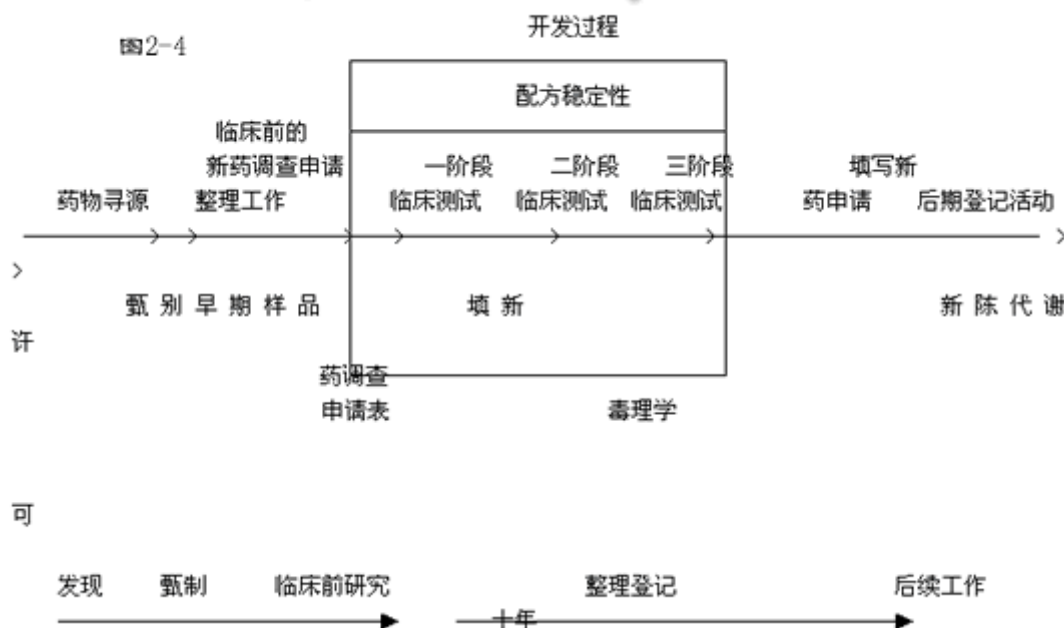 开发过程
图2-4
配方稳定性
临床前的
新药调查申请 一阶段 二阶段 三阶段 填写新
药物寻源 整理工作 临床测试 临床测试 临床测试 药申请 后期登记活动
甄别早期样品 填新 新陈代谢
许
药调查
申请表 毒理学
可
发现 甄制 临床前研究 整理登记 后续工作
十年